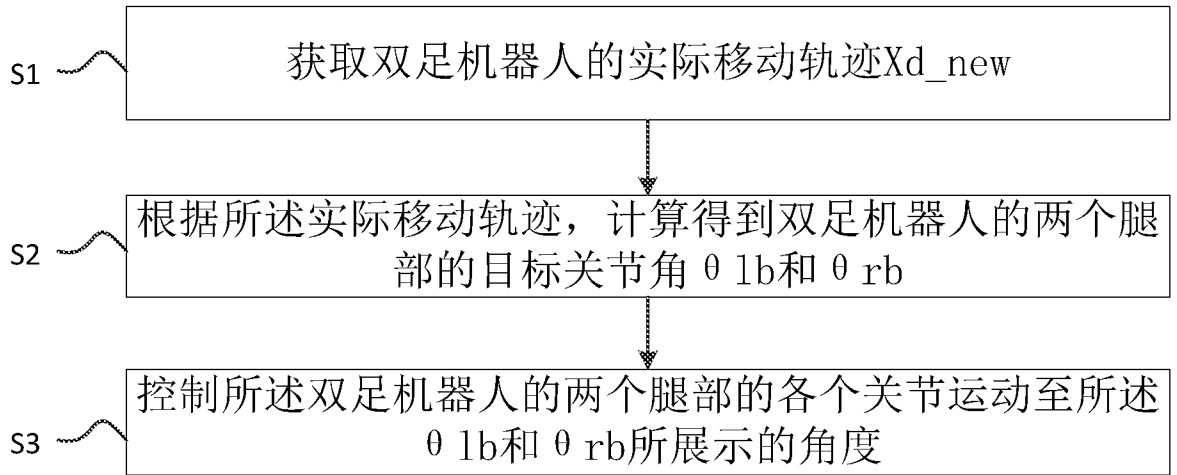 S1
获取双足机器人的实际移动轨迹Xd_new
S2
根据所述实际移动轨迹，计算得到双足机器人的两个腿
部的目标关节角θlb和θrb
S3
控制所述双足机器人的两个腿部的各个关节运动至所述
θlb和θrb所展示的角度